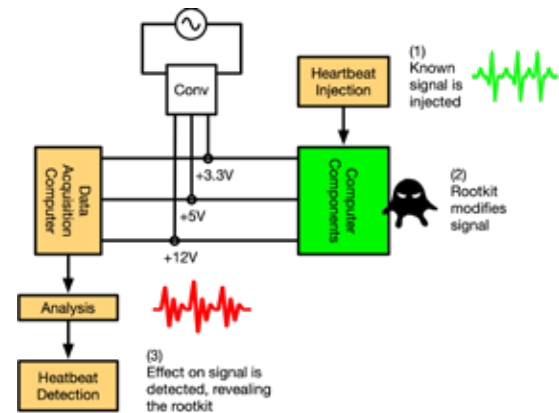 Conv
Heartbeat
Injection
(1)
Known
signal is
injected
Data
Acquisition
Computer
+3.3V
+5V
+12V
Computer
Components
(2)
Rootkit
modifies
signal
Analysis
Heatbeat
Detection
(3)
Effect on signal is
detected, revealing
the rootkit